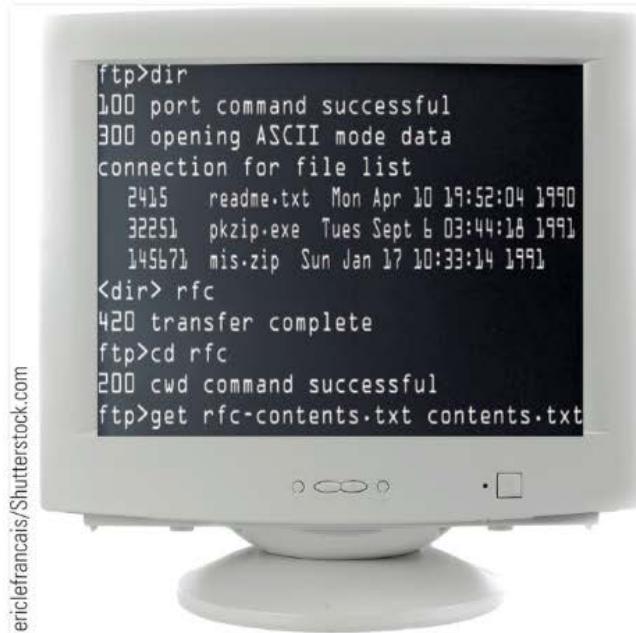 ftp>dir
100 port command successful
300 opening ASCII mode data
connection for file list
2415 readme.txt Mon Apr 10 19:52:04 1990
32251 pkzip.exe Tues Sept 6 03:44:18 1991
145671 mis.zip Sun Jan 17 10:33:14 1991
<dir> rfc
420 transfer complete
ftp>cd rfc
200 cwd command successful
ftp>get rfc-contents.txt contents.txt
ericlefrancais/Shutterstock.com